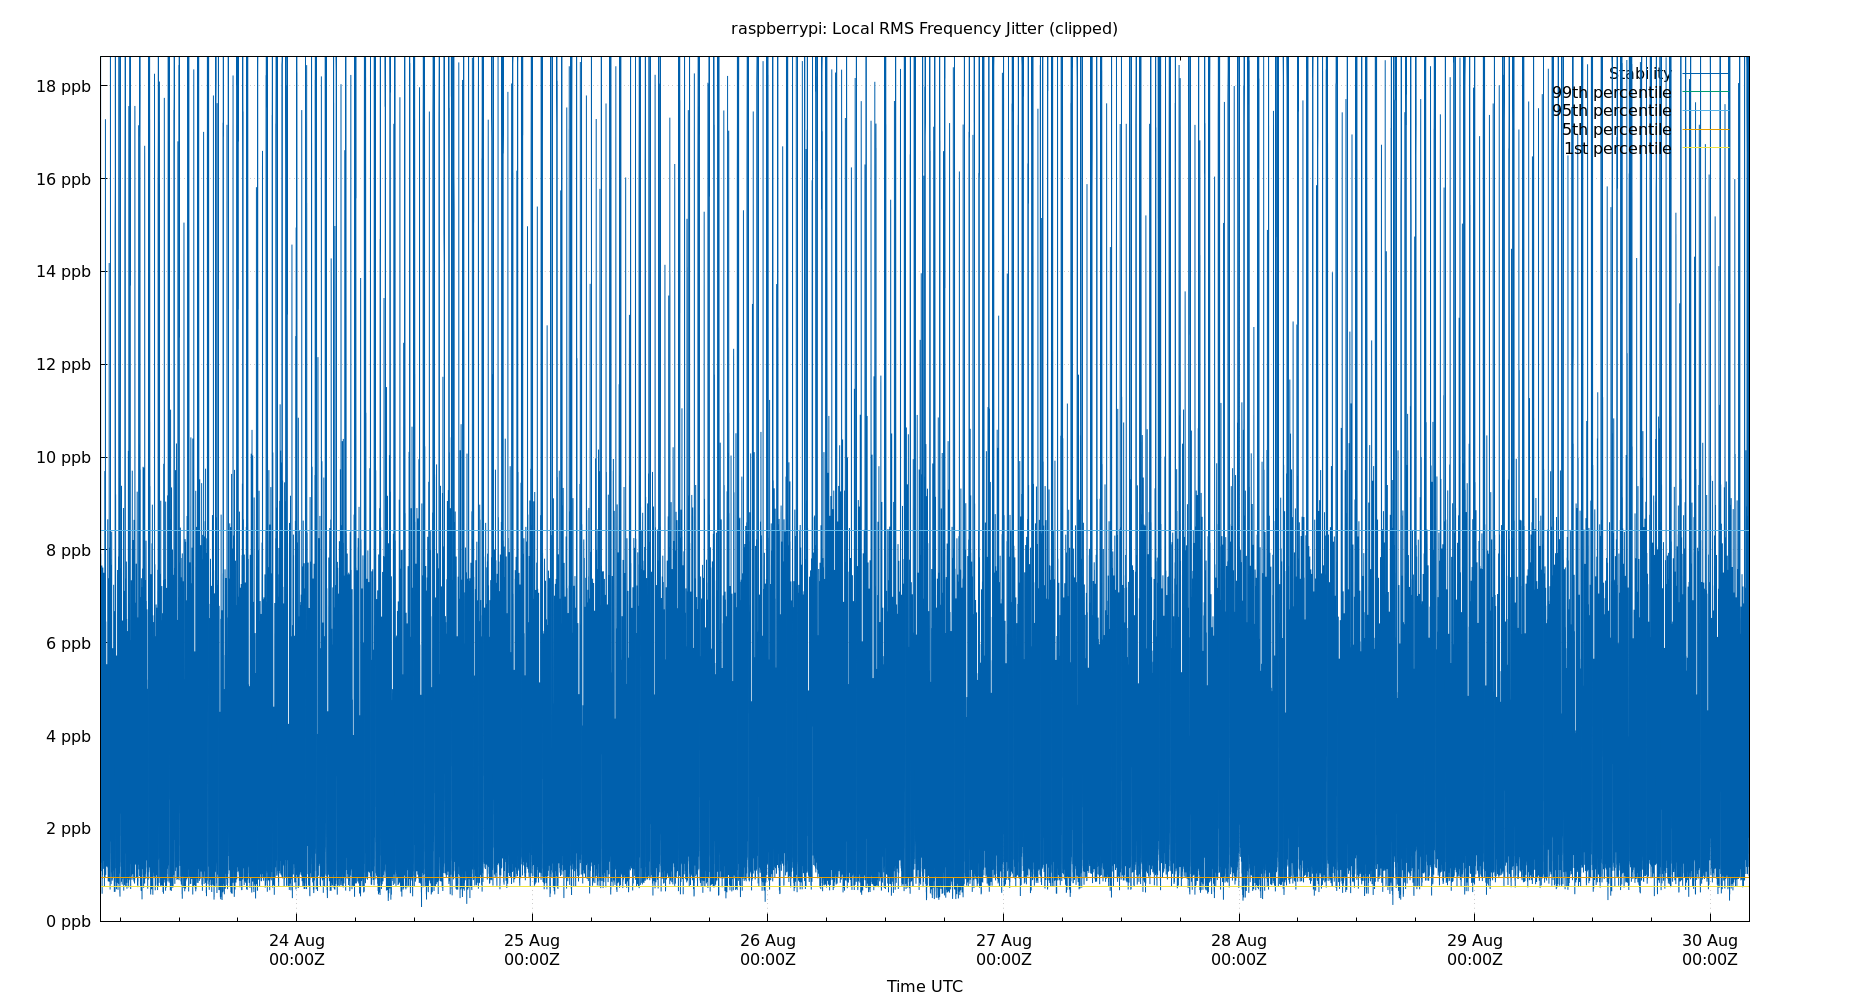 raspberrypi: Local RMS Frequency Jitter (clipped)
18 ppb
16 ppb
14 ppb
12 ppb
10 ppb
8 ppb
6 ppb
4 ppb
2 ppb
0 ppb
Stability
99th percentile
95th percentile
5th percentile
1st percentile
24 Aug
00:00Z
25 Aug
00:00Z
26 Aug
00:00Z
27 Aug
00:00Z
28 Aug
00:00Z
29 Aug
00:00Z
30 Aug
00:00Z
Time UTC